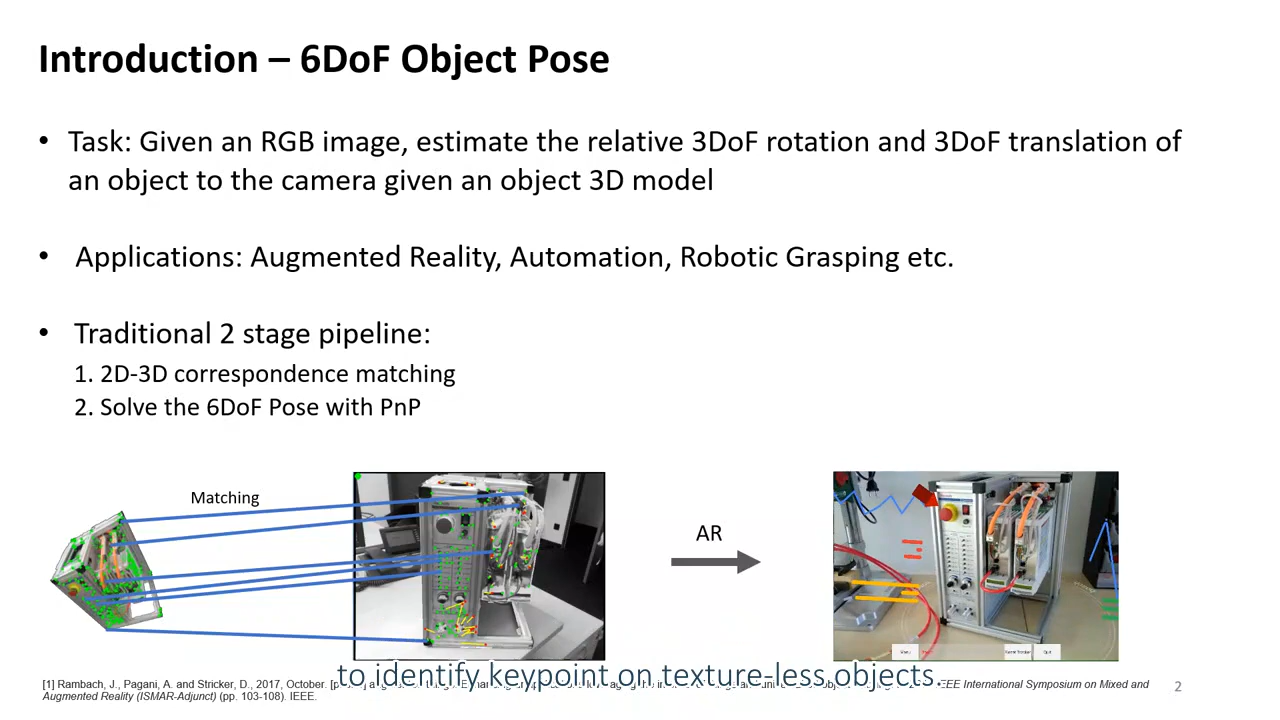 Introduction – 6DoF Object Pose
• Task: Given an RGB image, estimate the relative 3DoF rotation and 3DoF translation of
an object to the camera given an object 3D model
• Applications: Augmented Reality, Automation, Robotic Grasping etc.
• Traditional 2 stage pipeline:
1. 2D-3D correspondence matching
2. Solve the 6DoF Pose with PnP
Matching
AR
to identify keypoint on texture-less objects.
[1] Rambach, J., Pagani, A. and Stricker, D., 2017, October. IEEE International Symposium on Mixed and
Augmented Reality (ISMAR-Adjunct) (pp. 103-108). IEEE.
2